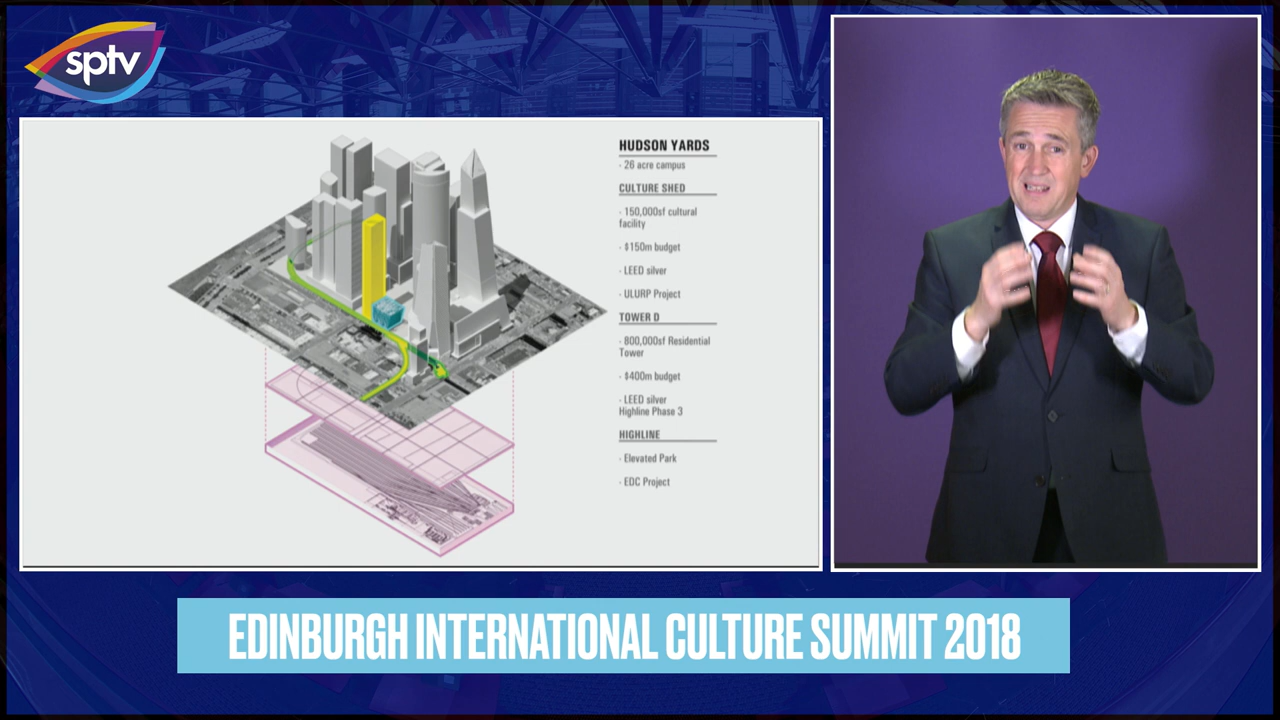 sptv
HUDSON YARDS
- 26 acre campus
CULTURE SHED
- 150,000sf cultural
facility
- $150m budget
- LEED silver
- ULURP Project
TOWER D
- 800,000sf Residential
Tower
- $400m budget
- LEED silver
Highline Phase 3
HIGHLINE
- Elevated Park
- EDC Project
EDINBURGH INTERNATIONAL CULTURE SUMMIT 2018